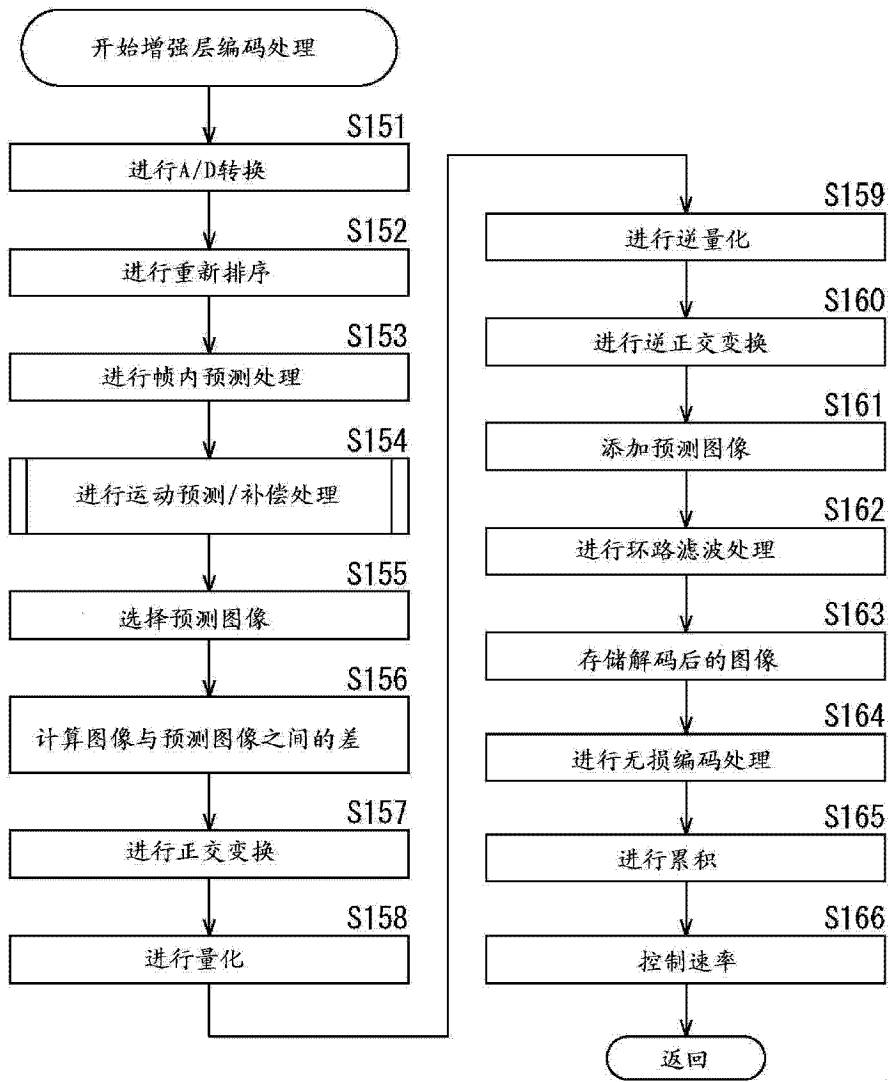 开始增强层编码处理
S151
进行A/D转换
S152
进行重新排序
S153
进行帧内预测处理
S154
进行运动预测/补偿处理
S155
选择预测图像
S156
计算图像与预测图像之间的差
S157
进行正交变换
S158
进行量化
S159
进行逆量化
S160
进行逆正交变换
S161
添加预测图像
S162
进行环路滤波处理
S163
存储解码后的图像
S164
进行无损编码处理
S165
进行累积
S166
控制速率
返回